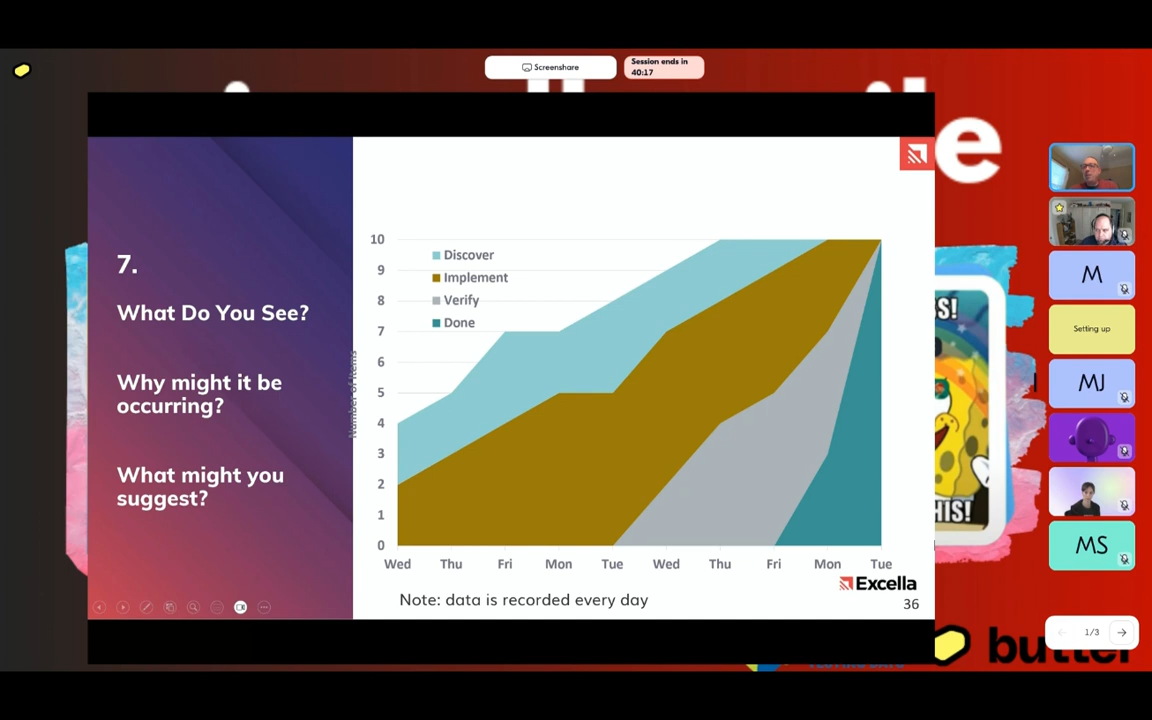 Screenshare
Session ends in
40:17
e
7.
What Do You See?
Why might it be
occurring?
What might you
suggest?
10
9
8
7
6
5
4
3
2
1
0
Number of Items
Discover
Implement
Verify
Done
Wed Thu Fri Mon Tue Wed Thu Fri Mon Tue
Note: data is recorded every day
Excella
36
S!
HIS!
M
Setting up
MJ
MS
1/3